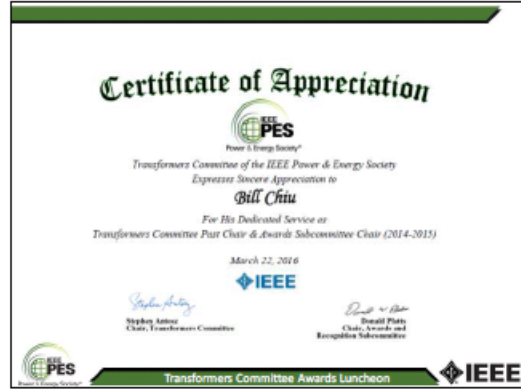 Certificate of Appreciation
IEEE
PES
Power & Energy Society®
Transformers Committee of the IEEE Power & Energy Society
Expresses Sincere Appreciation to
Bill Chiu
For His Dedicated Service as
Transformers Committee Past Chair & Awards Subcommittee Chair (2014-2015)
March 22, 2016
IEEE
Stephen Antosz
Stephen Antosz
Donald Platts
Chair, Transformers Committee
Chair, Awards and
Recognition Subcommittee
IEEE
PES
Power & Energy Society®
Transformers Committee Awards Luncheon
IEEE